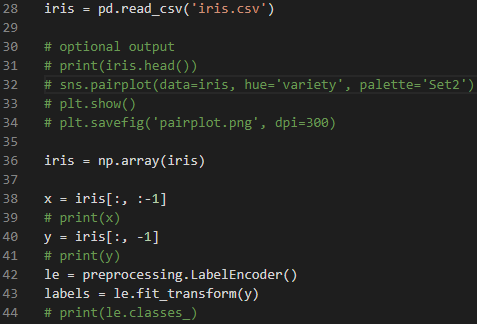 28 iris = pd.read_csv('iris.csv')
29
30 # optional output
31 # print(iris.head())
32 # sns.pairplot(data=iris, hue='variety', palette='Set2')
33 # plt.show()
34 # plt.savefig('pairplot.png', dpi=300)
35
36 iris = np.array(iris)
37
38 x = iris[:, :-1]
39 # print(x)
40 y = iris[:, -1]
41 # print(y)
42 le = preprocessing.LabelEncoder()
43 labels = le.fit_transform(y)
44 # print(le.classes_)